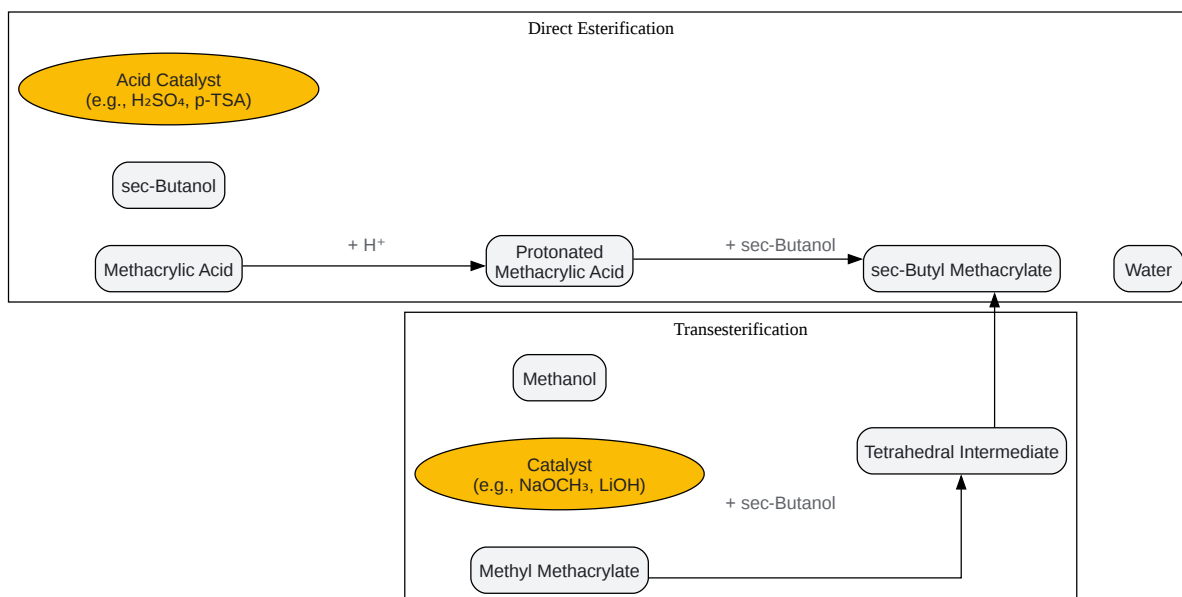 Direct Esterification
Acid Catalyst
(e.g., H₂SO₄, p-TSA)
sec-Butanol
Methacrylic Acid
+ H⁺
Protonated
Methacrylic Acid
+ sec-Butanol
sec-Butyl Methacrylate
Water
Transesterification
Methanol
Catalyst
(e.g., NaOCH₃, LiOH)
+ sec-Butanol
Tetrahedral Intermediate
Methyl Methacrylate